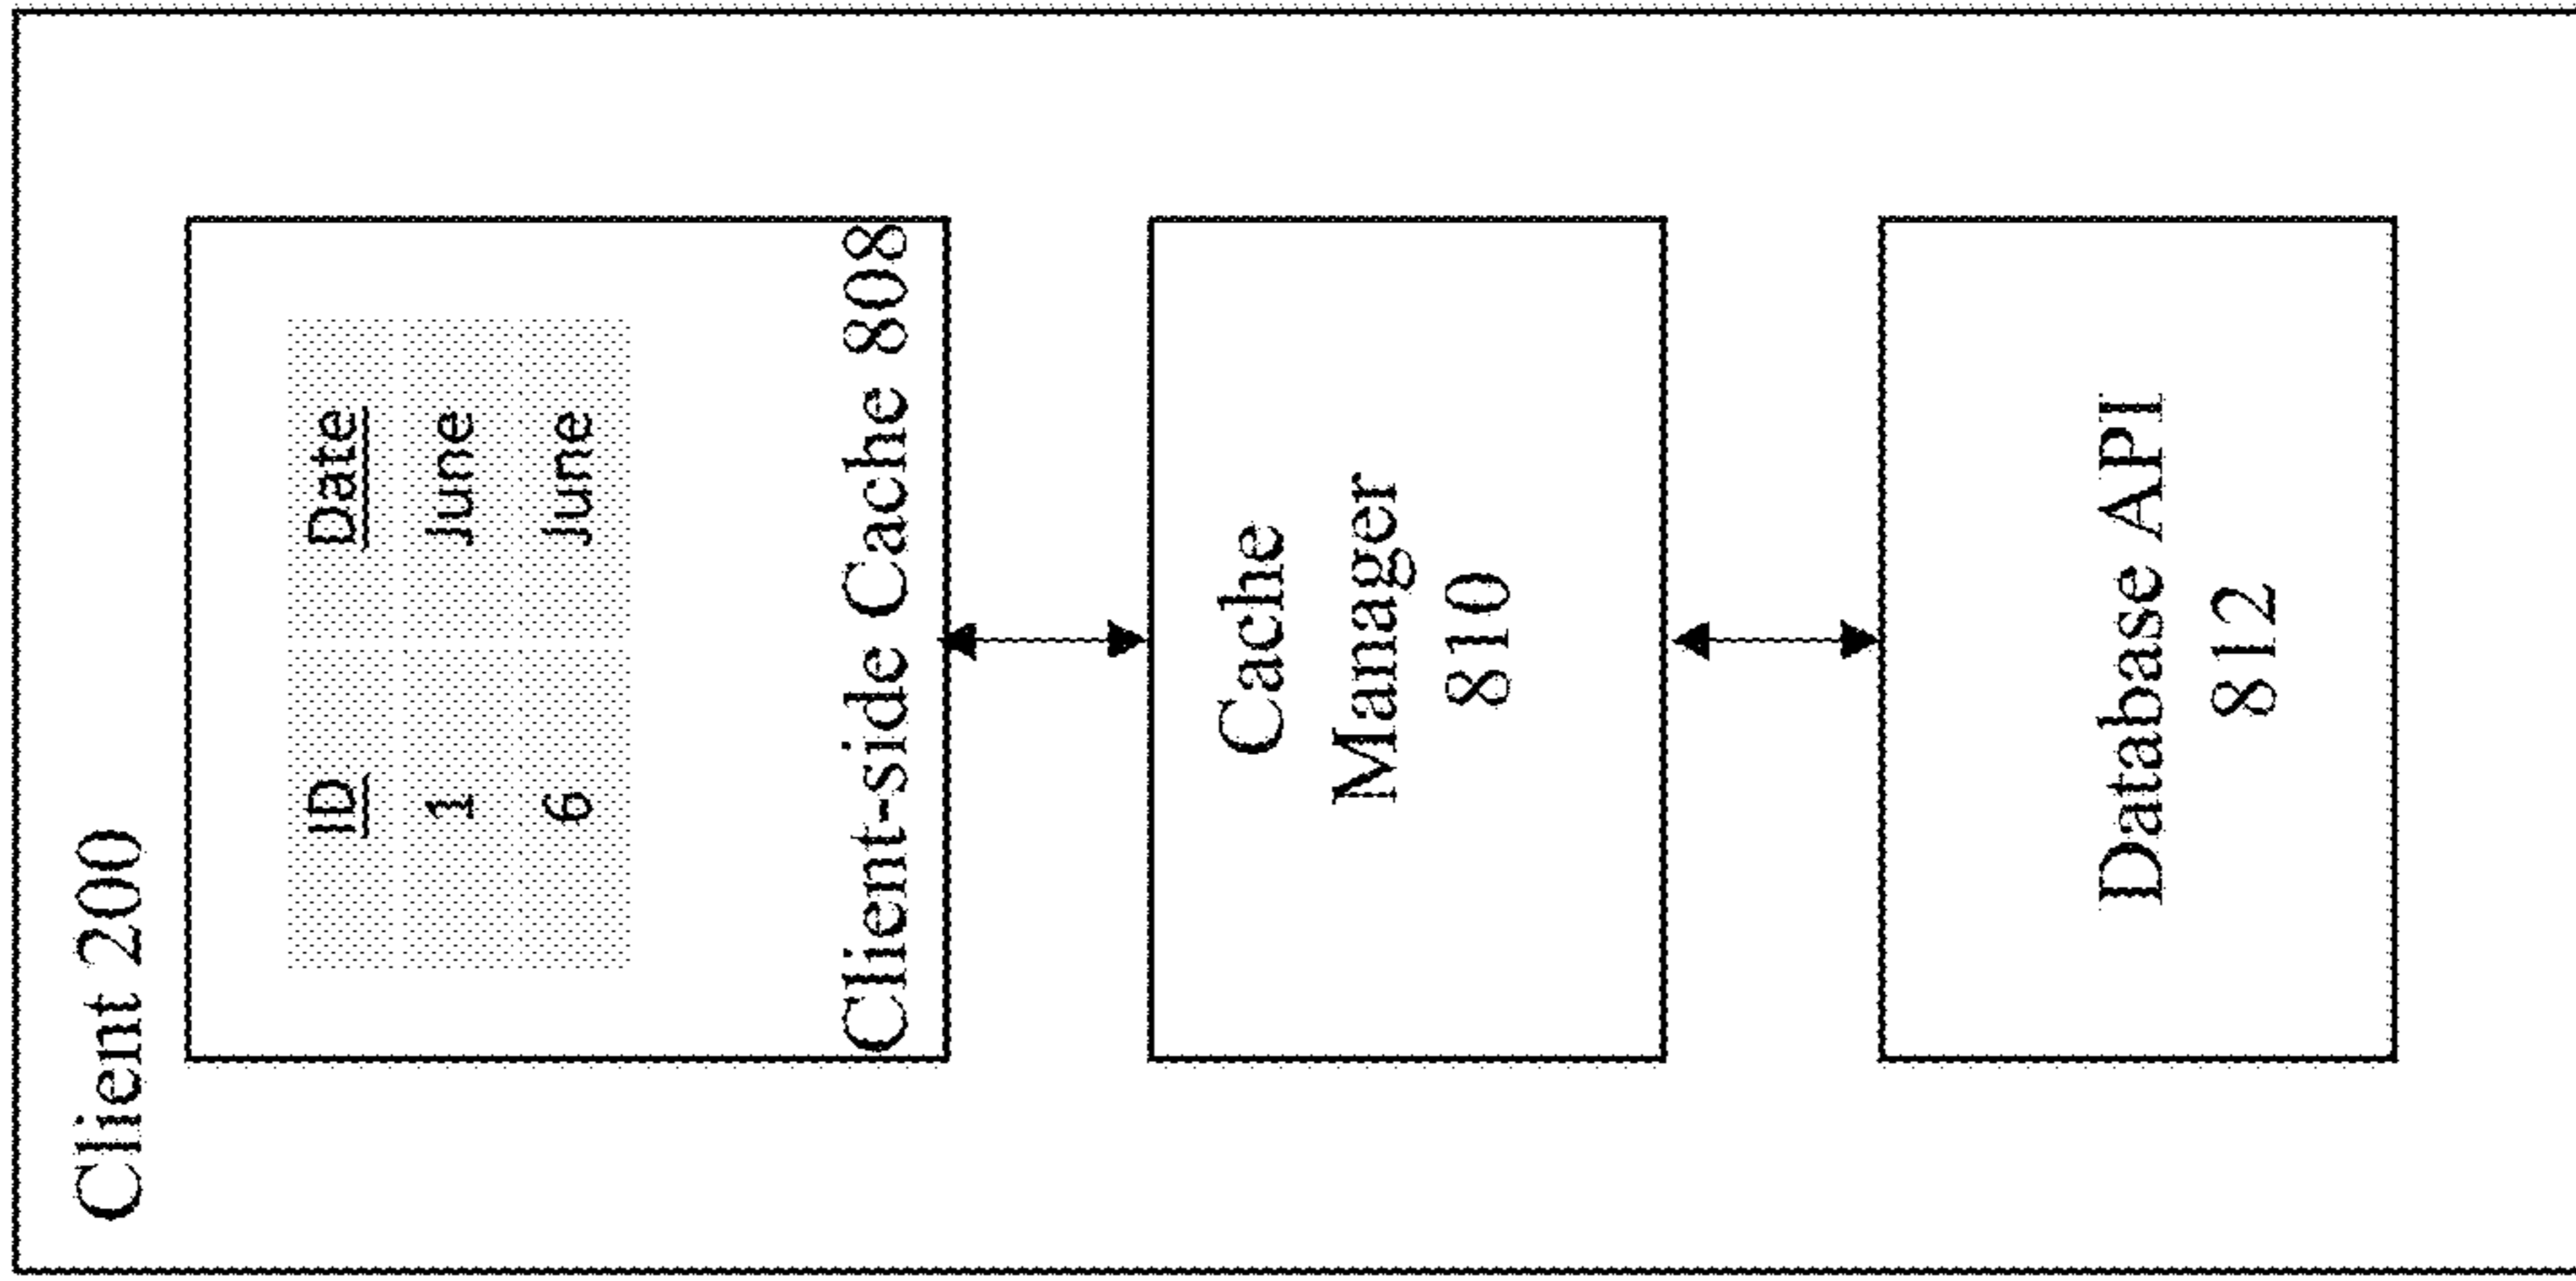 Client 200
ID Date
1 June
6 June
Client-side Cache 808
Cache
Manager
810
Database API
812